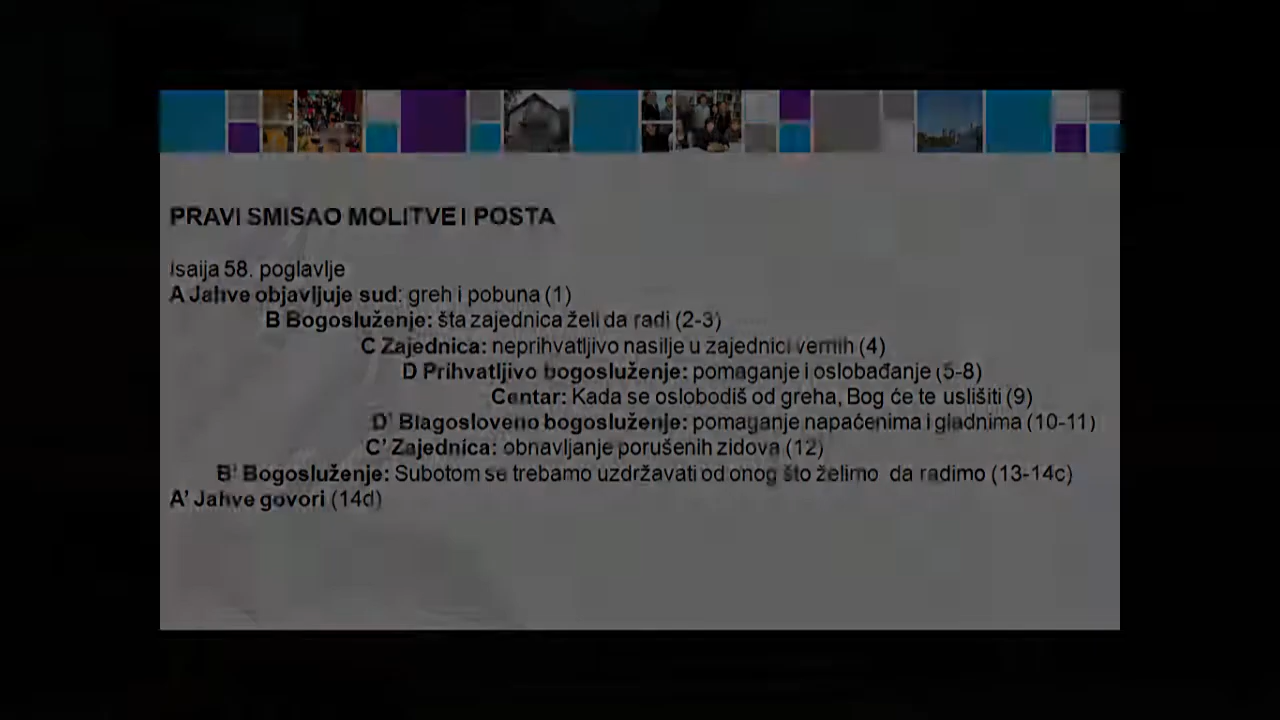 PRAVI SMISAO MOLITVE I POSTA
Isaija 58. poglavlje
A Jahve objavljuje sud: greh i pobuna (1)
B Bogosluženje: šta zajednica želi da radi (2-3)
C Zajednica: neprihvatljivo nasilje u zajednici vernih (4)
D Prihvatljivo bogosluženje: pomaganje i oslobađanje (5-8)
Centar: Kada se oslobodiš od greha, Bog će te uslišiti (9)
D' Blagosloveno bogosluženje: pomaganje napaćenima i gladnima (10-11)
C' Zajednica: obnavljanje porušenih zidova (12)
B' Bogosluženje: Subotom se trebamo uzdržavati od onog što želimo da radimo (13-14c)
A' Jahve govori (14d)